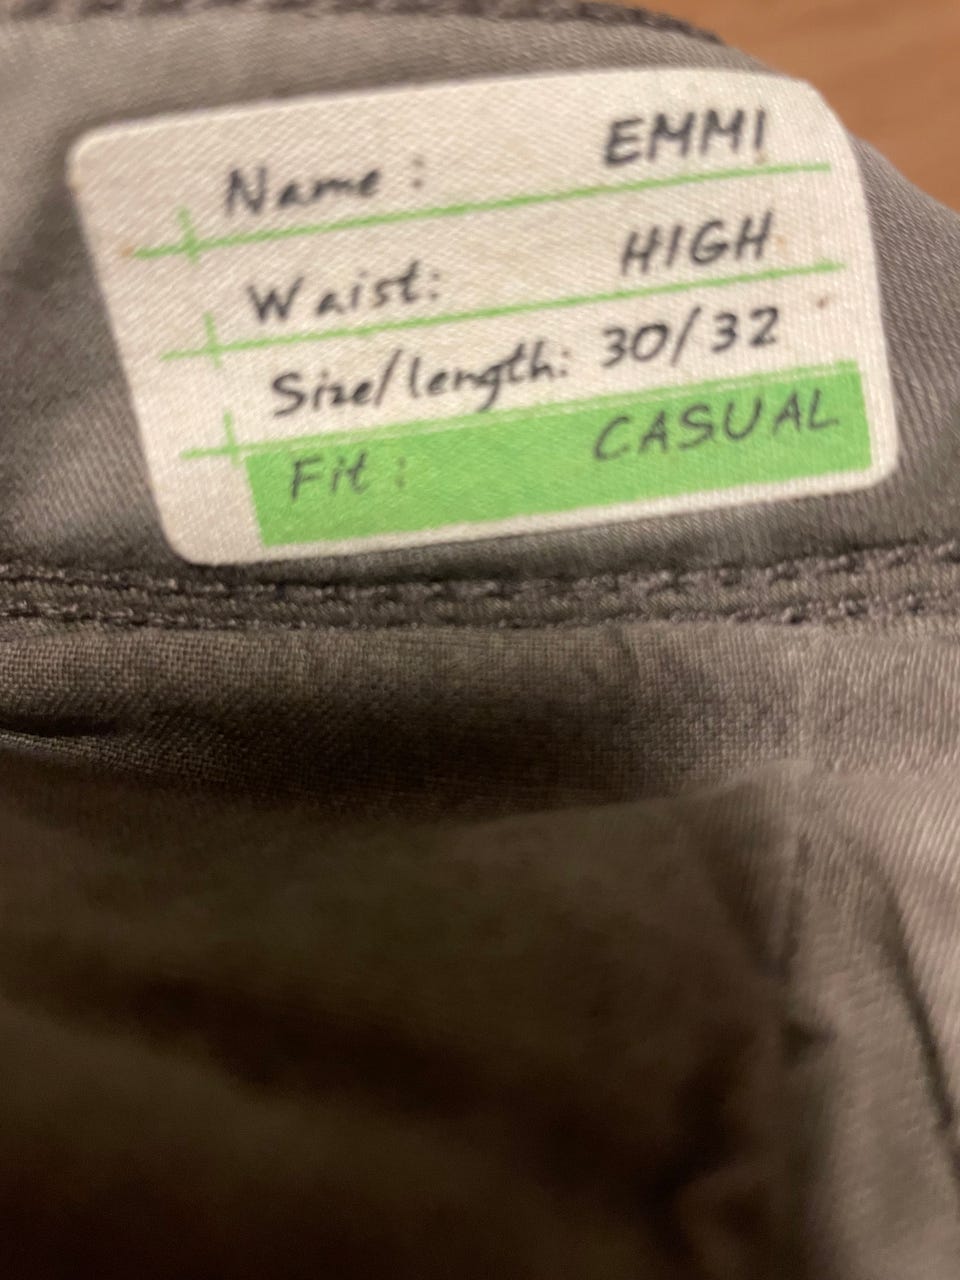 Name: EMMI
Waist: HIGH
Size/length: 30/32
Fit: CASUAL